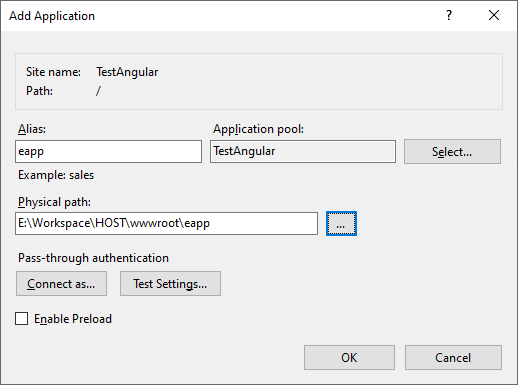 Add Application
?
Site name: TestAngular
Path: /
Alias:
Application pool:
eapp
TestAngular
Select...
Example: sales
Physical path:
E:\Workspace\HOST\wwwroot\eapp
...
Pass-through authentication
Connect as...
Test Settings...
Enable Preload
OK
Cancel